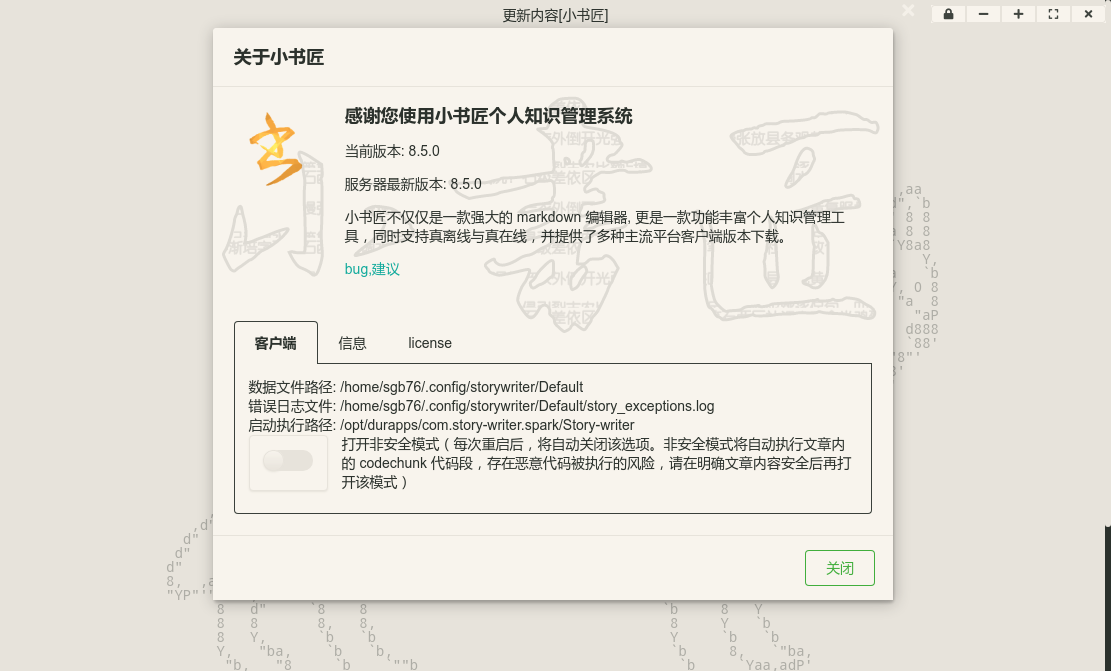 更新内容[小书匠]
关于小书匠
感谢您使用小书匠个人知识管理系统
当前版本: 8.5.0
服务器最新版本: 8.5.0
小书匠不仅仅是一款强大的 markdown 编辑器, 更是一款功能丰富个人知识管理工
具，同时支持真离线与真在线，并提供了多种主流平台客户端版本下载。
bug,建议
客户端
信息
license
数据文件路径: /home/sgb76/.config/storywriter/Default
错误日志文件: /home/sgb76/.config/storywriter/Default/story_exceptions.log
启动执行路径: /opt/durapps/com.story-writer.spark/Story-writer
打开非安全模式（每次重启后，将自动关闭该选项。非安全模式将自动执行文章内
的 codechunk 代码段，存在恶意代码被执行的风险，请在明确文章内容安全后再打
开该模式）
关闭